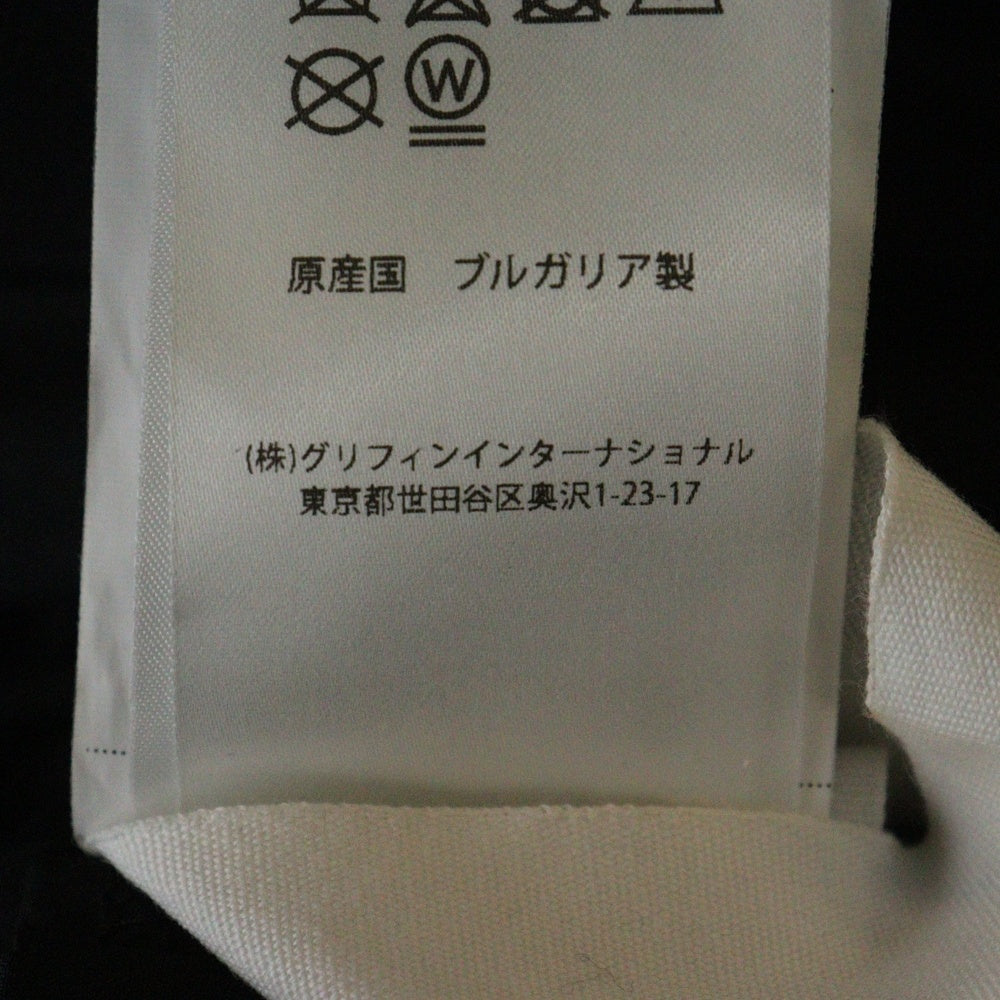 W
原産国　ブルガリア製
(株)グリフィンインターナショナル
東京都世田谷区奥沢1-23-17